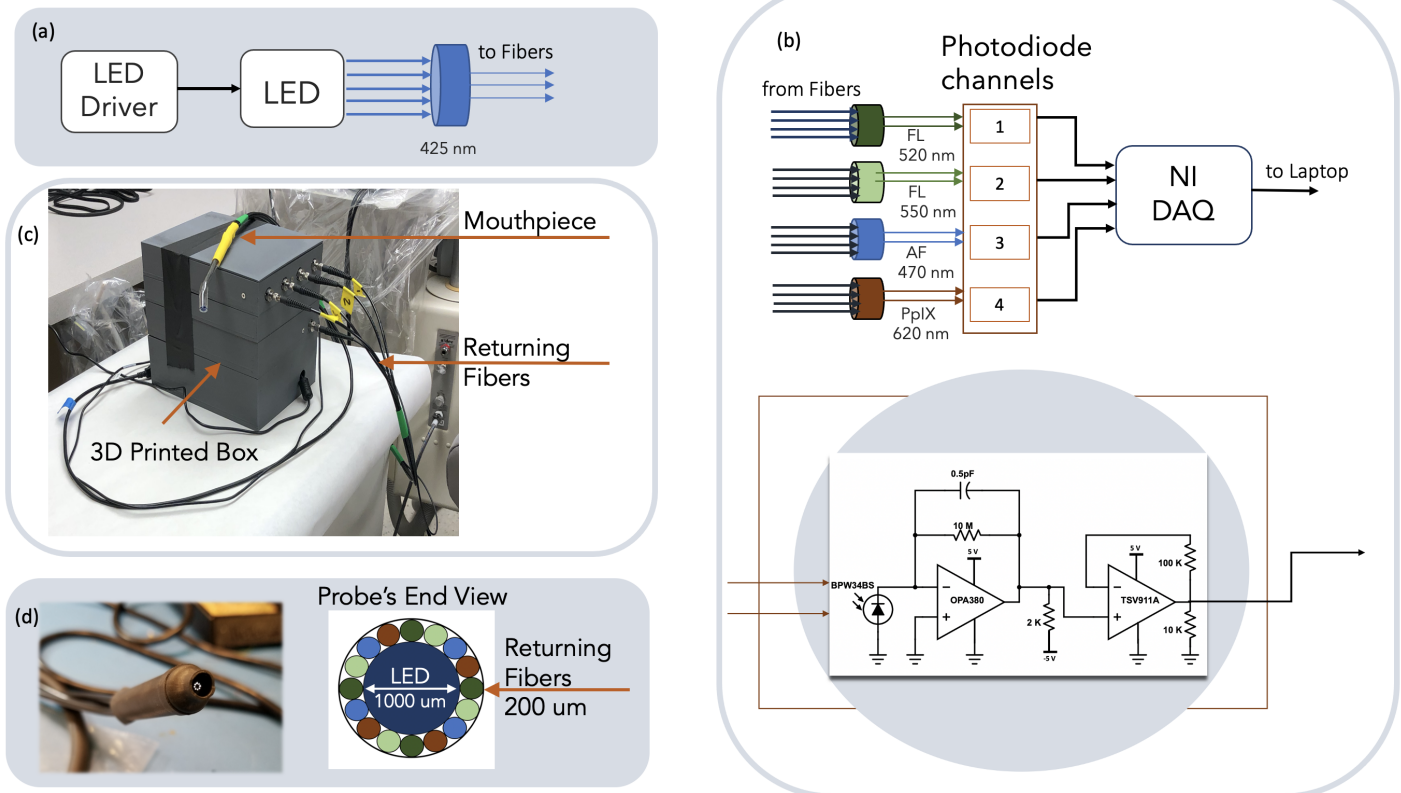 (a)
LED
Driver
LED
to Fibers
425 nm
(b)
Photodiode
channels
from Fibers
FL
520 nm
FL
550 nm
AF
470 nm
PpIX
620 nm
1
2
3
4
NI
DAQ
to Laptop
(c)
Mouthpiece
Returning
Fibers
3D Printed Box
0.5pF
10 M
5 V
BPW34BS
OPA380
2 K
-5 V
5 V
TSV911A
100 K
10 K
(d)
Probe's End View
LED
1000 um
Returning
Fibers
200 um